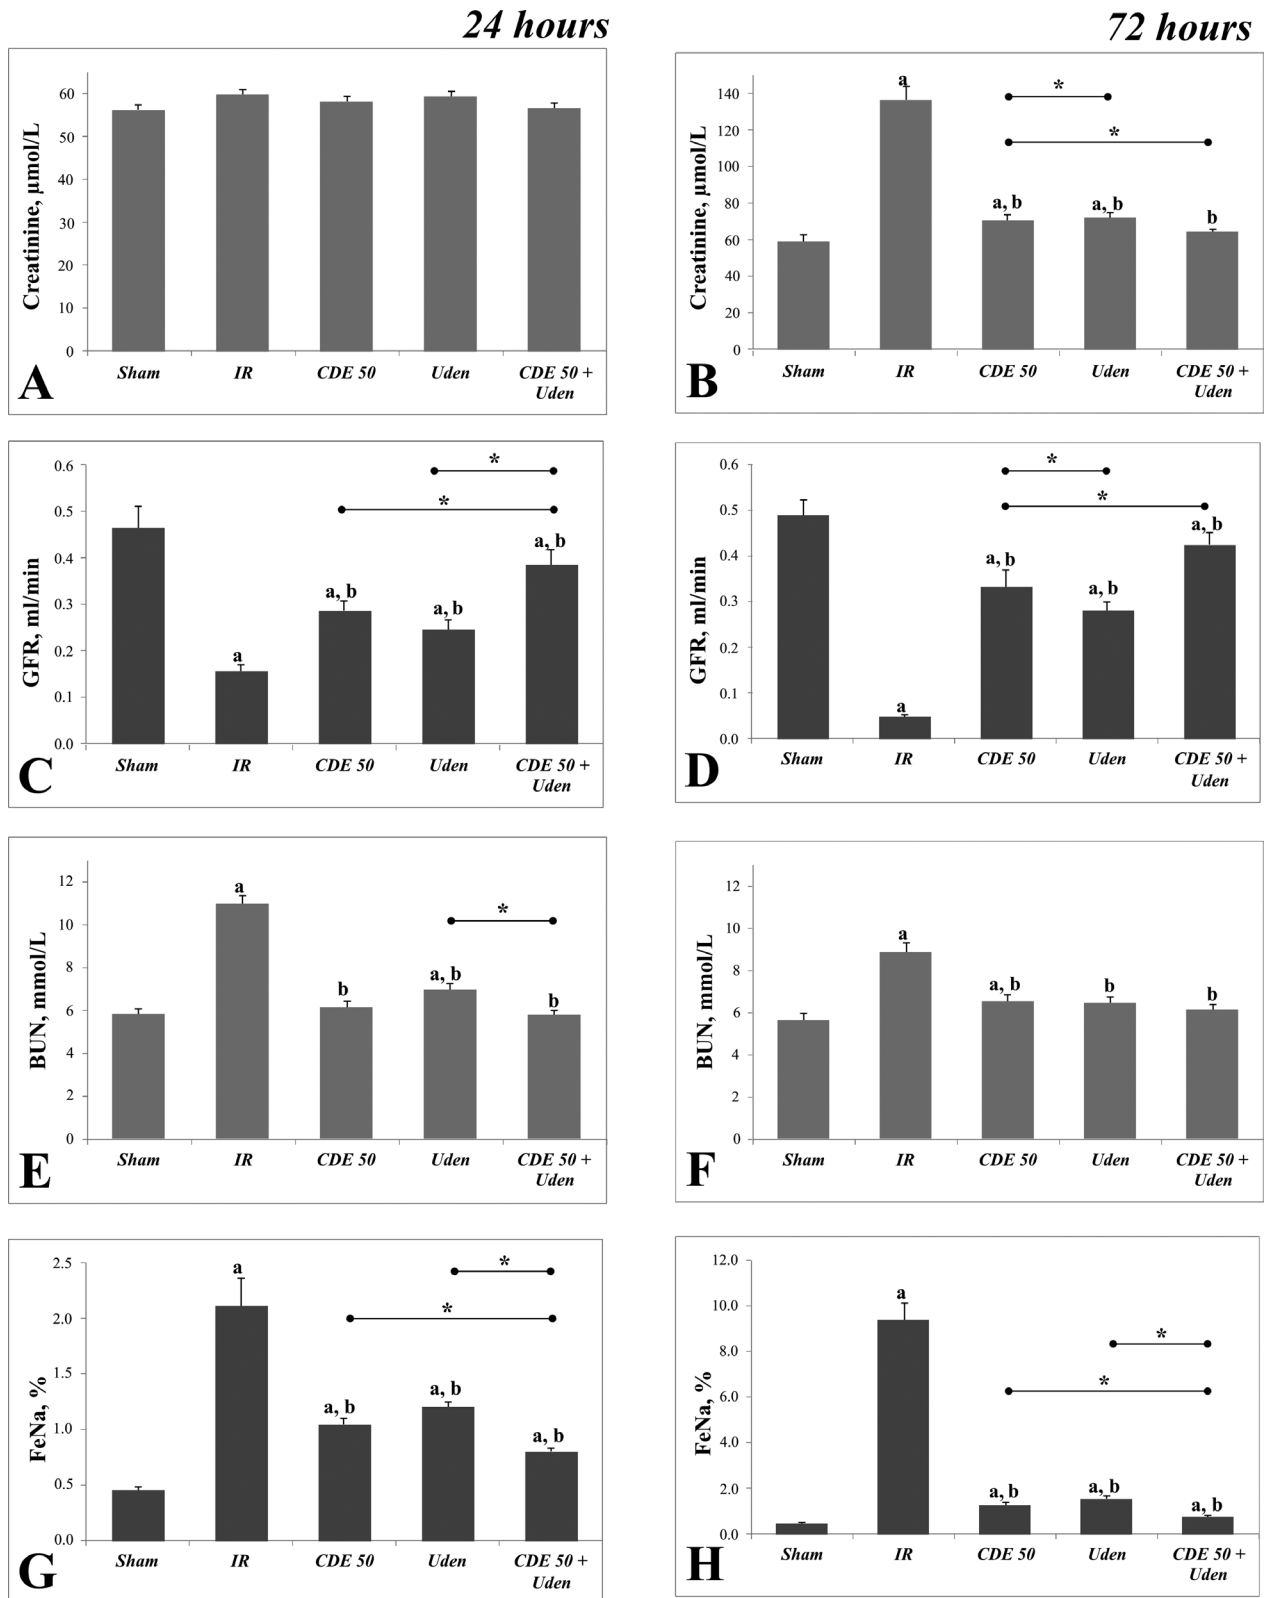 24 hours
72 hours
Creatinine, µmol/L
60
50
40
30
20
10
0
Sham IR CDE 50 Uden CDE 50 +
Uden
A
Creatinine, µmol/L
140
120
100
80
60
40
20
0
a
*
*
a, b
a, b
b
Sham IR CDE 50 Uden CDE 50 +
Uden
B
GFR, ml/min
0.6
0.5
0.4
0.3
0.2
0.1
0.0
*
*
a
a, b
a, b
a, b
Sham IR CDE 50 Uden CDE 50 +
Uden
C
GFR, ml/min
0.6
0.5
0.4
0.3
0.2
0.1
0.0
*
*
a
a, b
a, b
a, b
Sham IR CDE 50 Uden CDE 50 +
Uden
D
BUN, mmol/L
12
10
8
6
4
2
0
a
*
b
a, b
b
Sham IR CDE 50 Uden CDE 50 +
Uden
E
BUN, mmol/L
12
10
8
6
4
2
0
a
a, b
b
b
Sham IR CDE 50 Uden CDE 50 +
Uden
F
FeNa, %
2.5
2.0
1.5
1.0
0.5
0.0
a
*
*
a, b
a, b
a, b
Sham IR CDE 50 Uden CDE 50 +
Uden
G
FeNa, %
12.0
10.0
8.0
6.0
4.0
2.0
0.0
a
*
*
a, b
a, b
a, b
Sham IR CDE 50 Uden CDE 50 +
Uden
H